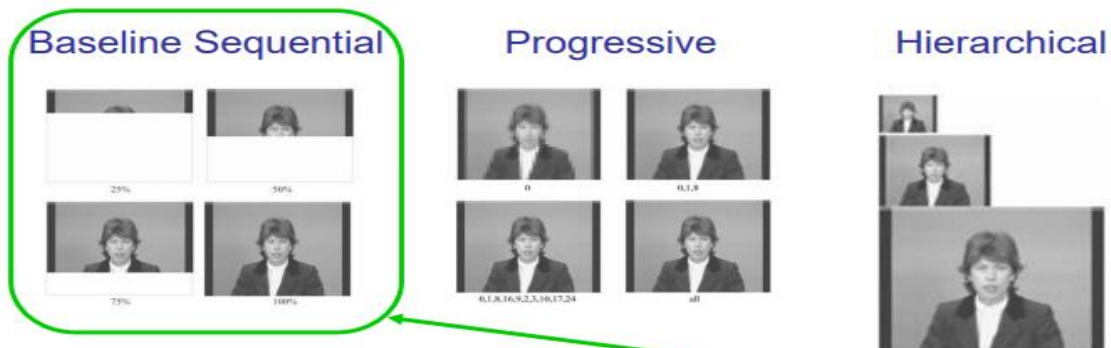 Baseline Sequential
Progressive
Hierarchical
25%
50%
0
0,1,8
75%
100%
0,1,8,16,9,2,3,10,17,24
all